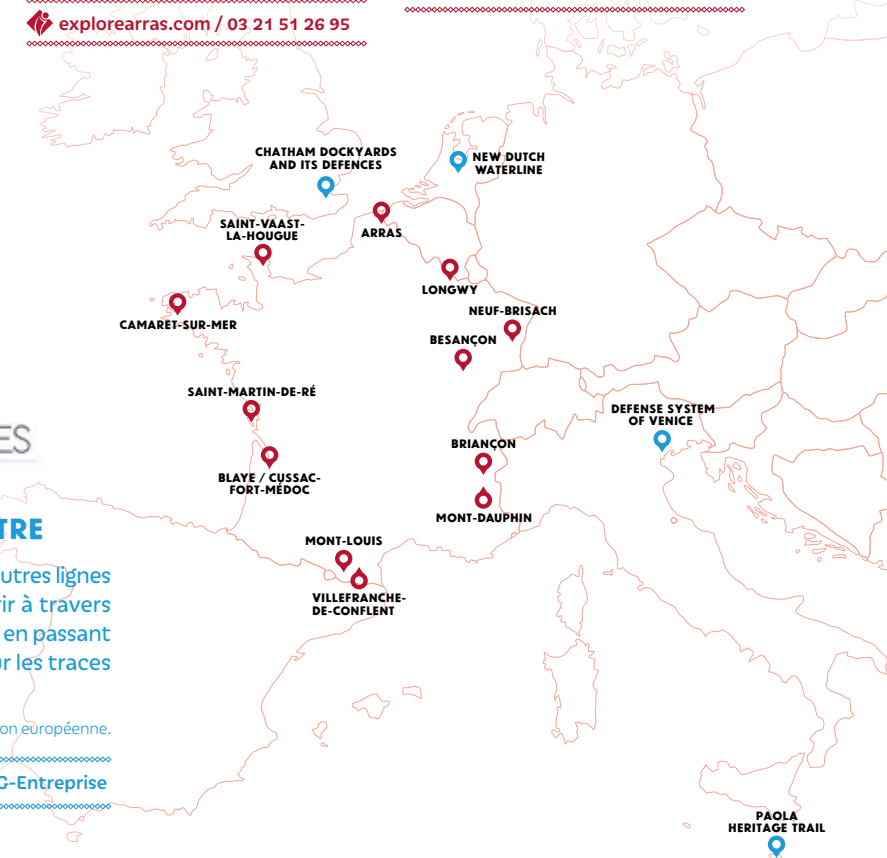 explorearras.com / 03 21 51 26 95
CHATHAM DOCKYARDS
AND ITS DEFENCES
NEW DUTCH
WATERLINE
SAINT-VAAST-
LA-HOUGUE
ARRAS
LONGWY
CAMARET-SUR-MER
NEUF-BRISACH
BESANÇON
SAINT-MARTIN-DE-RÉ
DEFENSE SYSTEM
OF VENICE
BRIANÇON
BLAYE / CUSSAC-
FORT-MÉDOC
MONT-DAUPHIN
MONT-LOUIS
VILLEFRANCHE-
DE-CONFLENT
PAOLA
HERITAGE TRAIL
ES
TRE
utres lignes
rir à travers
en passant
ur les traces
on européenne.
G-Entreprise